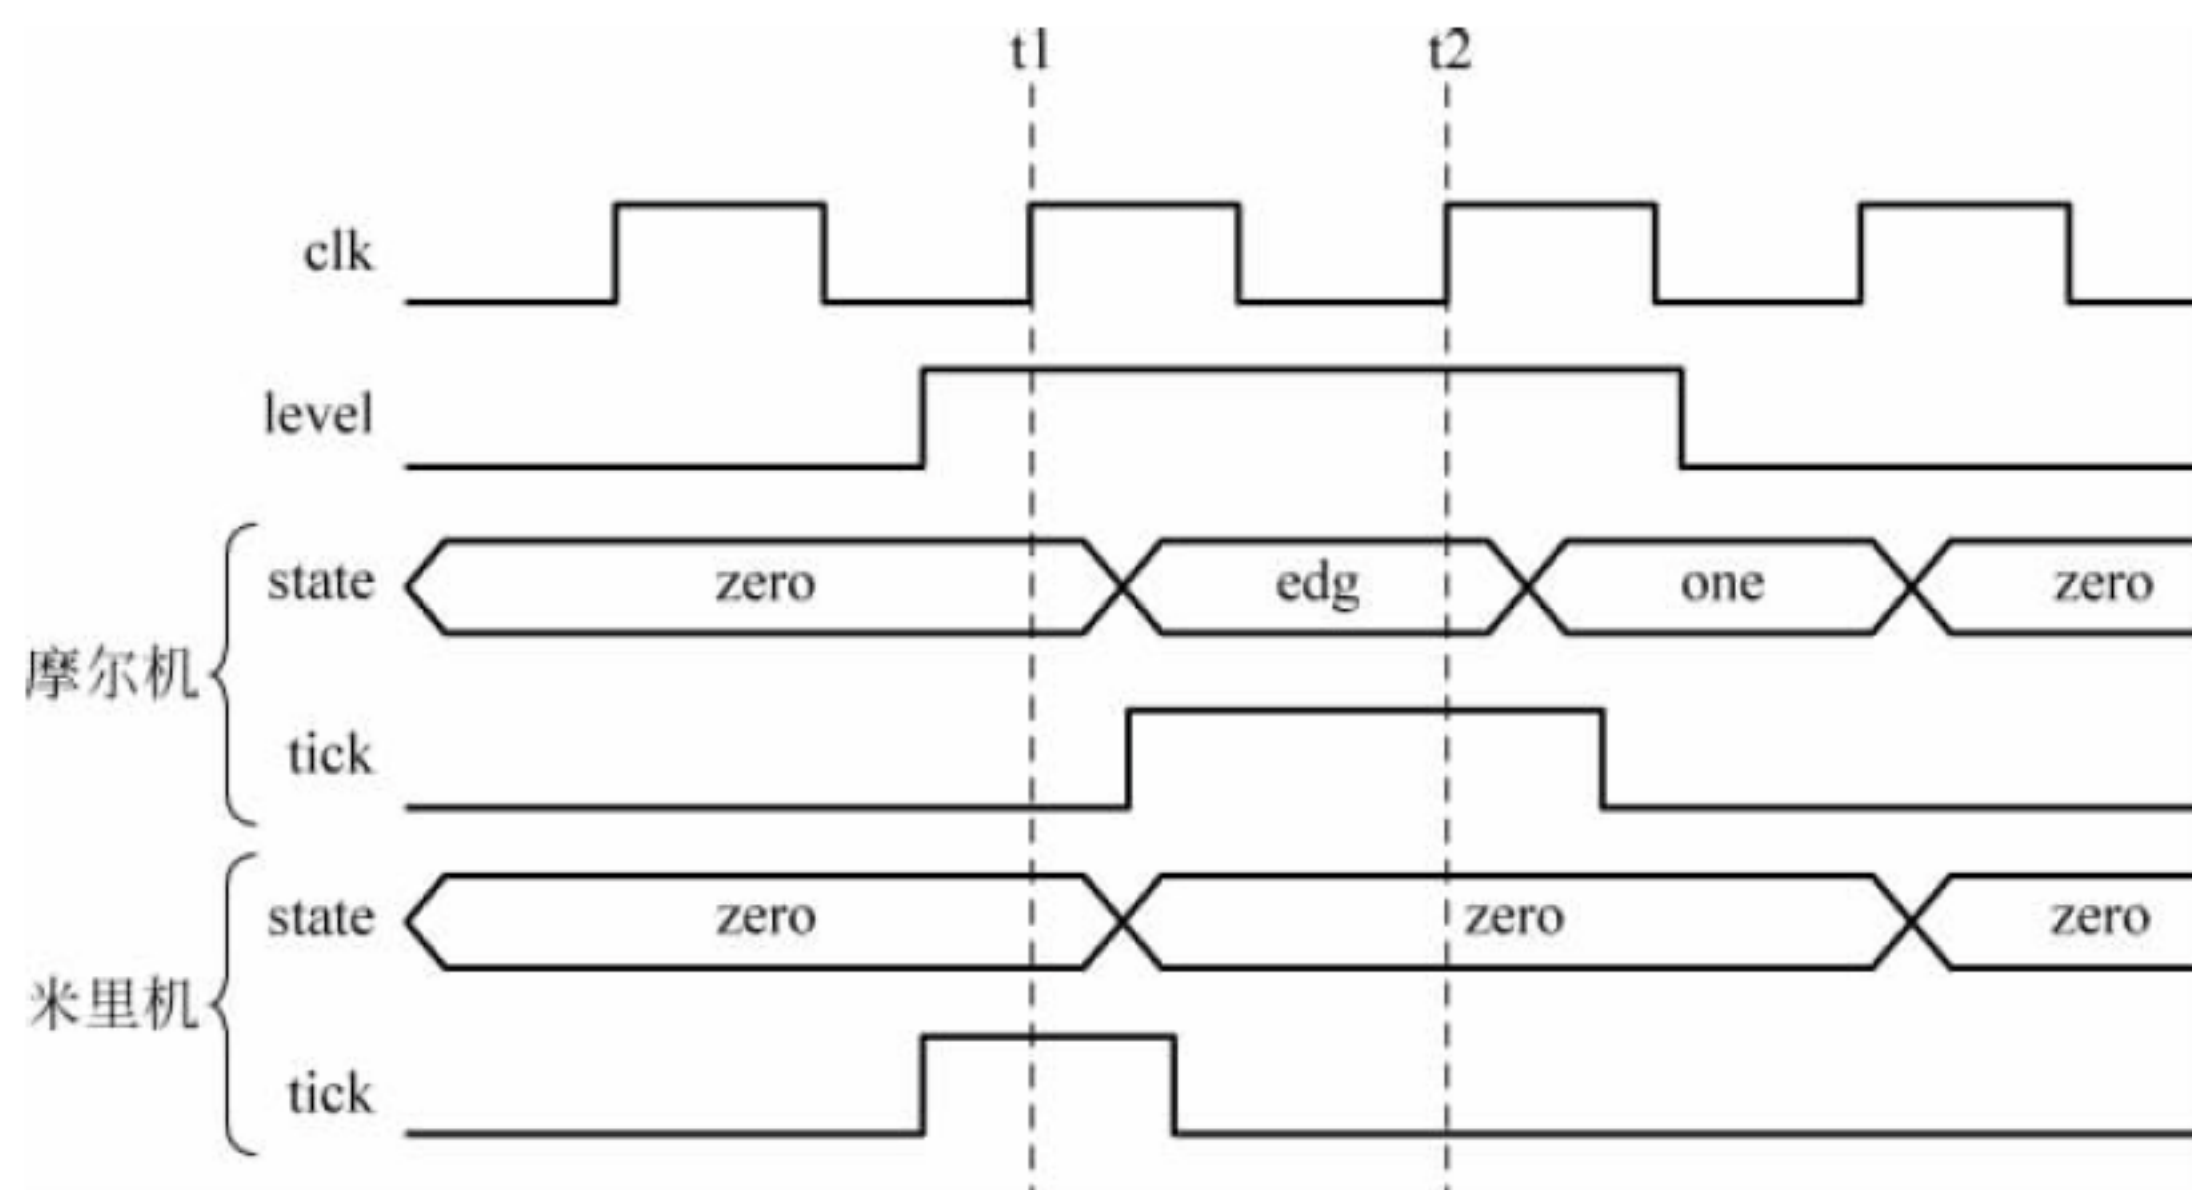 t1 t2
clk
level
state zero edg one zero
摩尔机
tick
state zero zero zero
米里机
tick